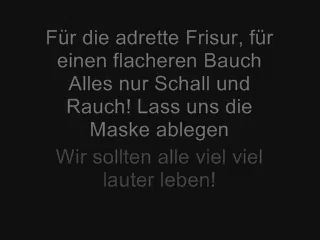 Für die adrette Frisur, für
einen flacheren Bauch
Alles nur Schall und
Rauch! Lass uns die
Maske ablegen
Wir sollten alle viel viel
lauter leben!